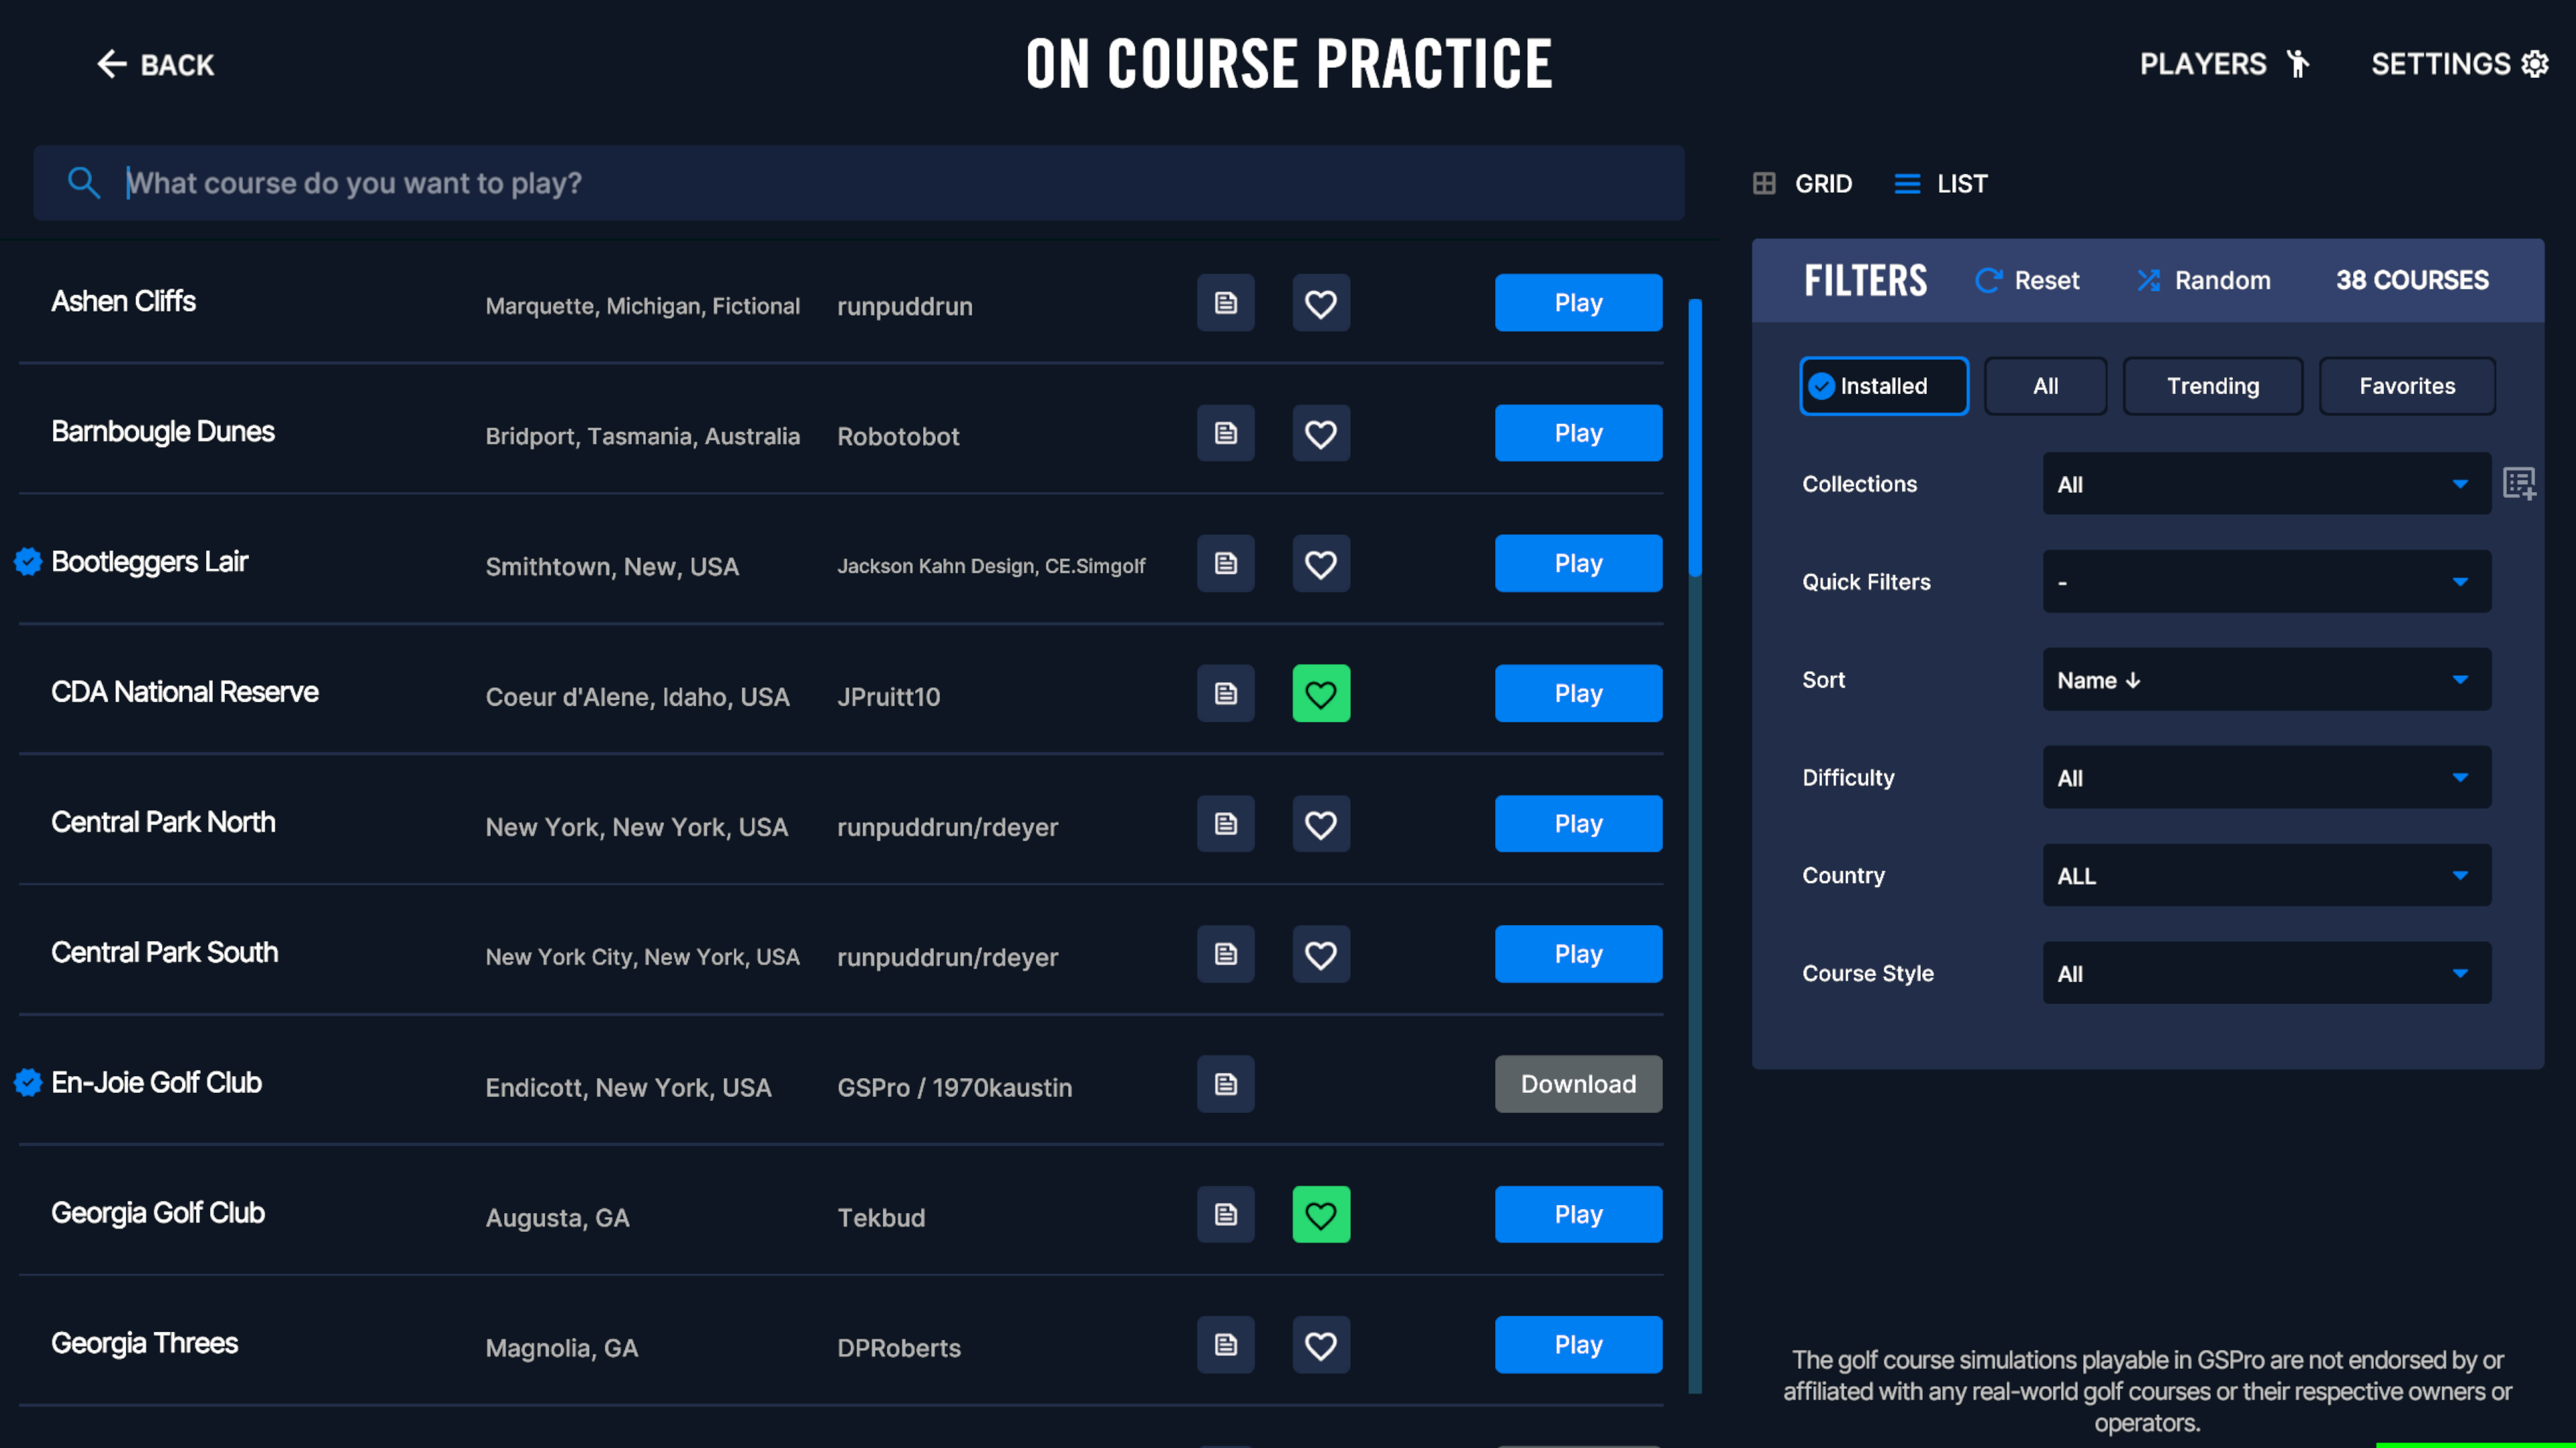 BACK
ON COURSE PRACTICE
PLAYERS
SETTINGS
What course do you want to play?
GRID
LIST
Ashen Cliffs Marquette, Michigan, Fictional runpuddrun Play
Barnbougle Dunes Bridport, Tasmania, Australia Robotobot Play
Bootleggers Lair Smithtown, New, USA Jackson Kahn Design, CE.Simgolf Play
CDA National Reserve Coeur d'Alene, Idaho, USA JPruitt10 Play
Central Park North New York, New York, USA runpuddrun/rdeyer Play
Central Park South New York City, New York, USA runpuddrun/rdeyer Play
En-Joie Golf Club Endicott, New York, USA GSPro / 1970kaustin Download
Georgia Golf Club Augusta, GA Tekbud Play
Georgia Threes Magnolia, GA DPRoberts Play
FILTERS Reset Random 38 COURSES
Installed All Trending Favorites
Collections All
Quick Filters -
Sort Name ↓
Difficulty All
Country ALL
Course Style All
The golf course simulations playable in GSPro are not endorsed by or
affiliated with any real-world golf courses or their respective owners or
operators.